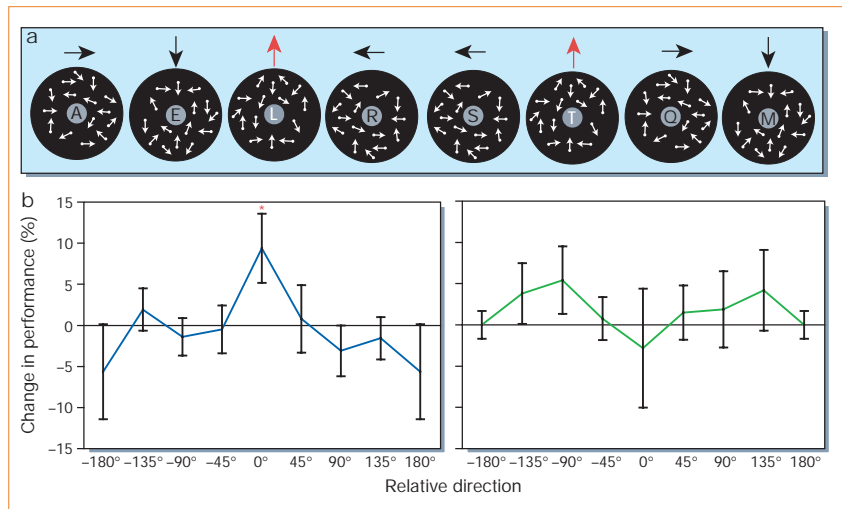 a
A E L R S T Q M
b
Change in performance (%)
15
10
5
0
–5
–10
–15
*
–180° –135° –90° –45° 0° 45° 90° 135° 180°
–180° –135° –90° –45° 0° 45° 90° 135° 180°
Relative direction